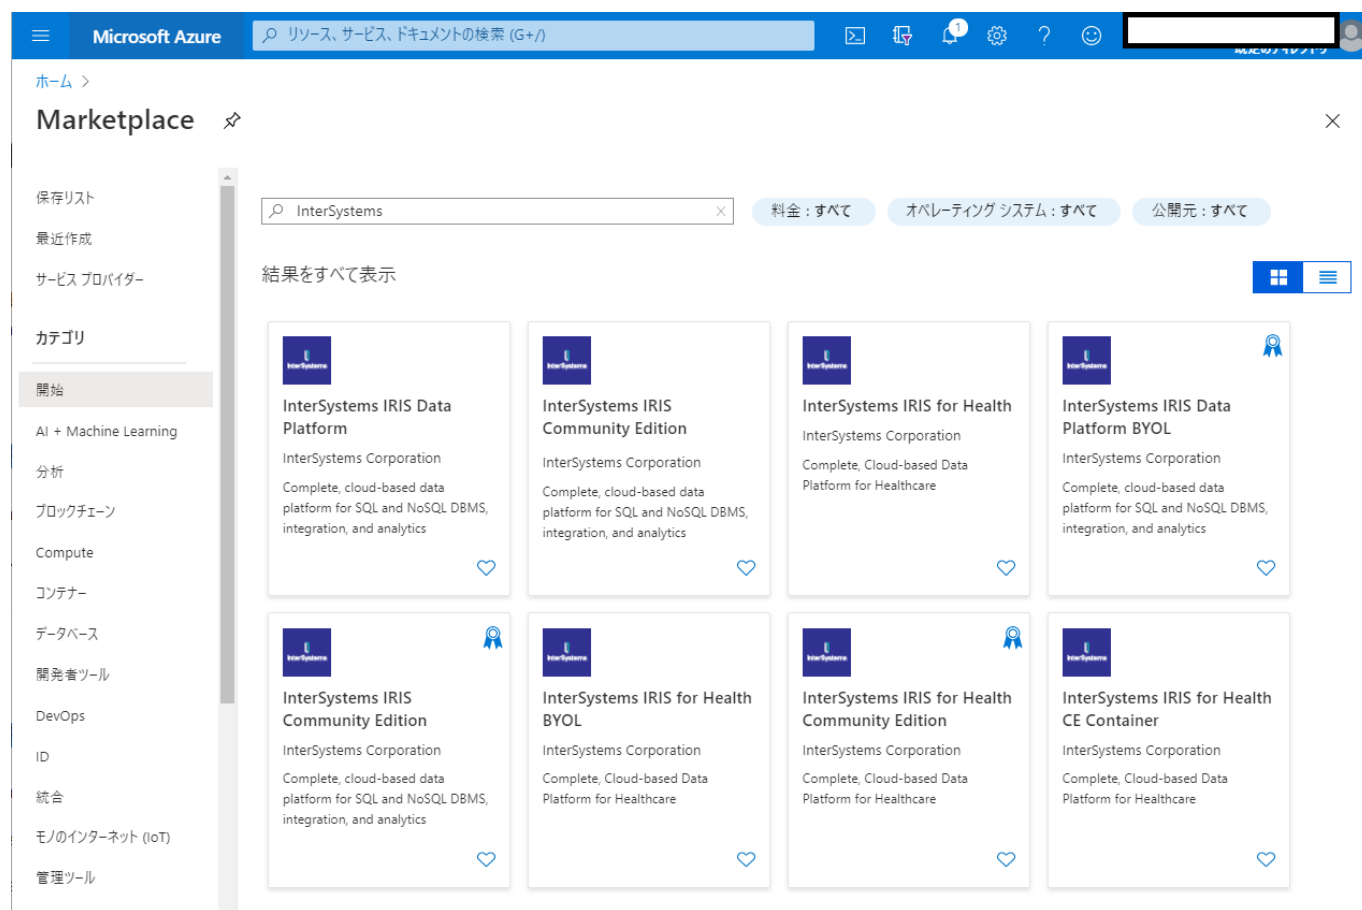 Microsoft Azure
リソース、サービス、ドキュメントの検索 (G+/)
1
ホーム >
Marketplace
保存リスト
最近作成
サービス プロバイダー
カテゴリ
開始
AI + Machine Learning
分析
ブロックチェーン
Compute
コンテナー
データベース
開発者ツール
DevOps
ID
統合
モノのインターネット (IoT)
管理ツール
InterSystems
料金 : すべて
オペレーティング システム : すべて
公開元 : すべて
結果をすべて表示
InterSystems
InterSystems IRIS Data
Platform
InterSystems Corporation
Complete, cloud-based data
platform for SQL and NoSQL DBMS,
integration, and analytics
InterSystems
InterSystems IRIS
Community Edition
InterSystems Corporation
Complete, cloud-based data
platform for SQL and NoSQL DBMS,
integration, and analytics
InterSystems
InterSystems IRIS for Health
InterSystems Corporation
Complete, Cloud-based Data
Platform for Healthcare
InterSystems
InterSystems IRIS Data
Platform BYOL
InterSystems Corporation
Complete, cloud-based data
platform for SQL and NoSQL DBMS,
integration, and analytics
InterSystems
InterSystems IRIS
Community Edition
InterSystems Corporation
Complete, cloud-based data
platform for SQL and NoSQL DBMS,
integration, and analytics
InterSystems
InterSystems IRIS for Health
BYOL
InterSystems Corporation
Complete, Cloud-based Data
Platform for Healthcare
InterSystems
InterSystems IRIS for Health
Community Edition
InterSystems Corporation
Complete, Cloud-based Data
Platform for Healthcare
InterSystems
InterSystems IRIS for Health
CE Container
InterSystems Corporation
Complete, Cloud-based Data
Platform for Healthcare